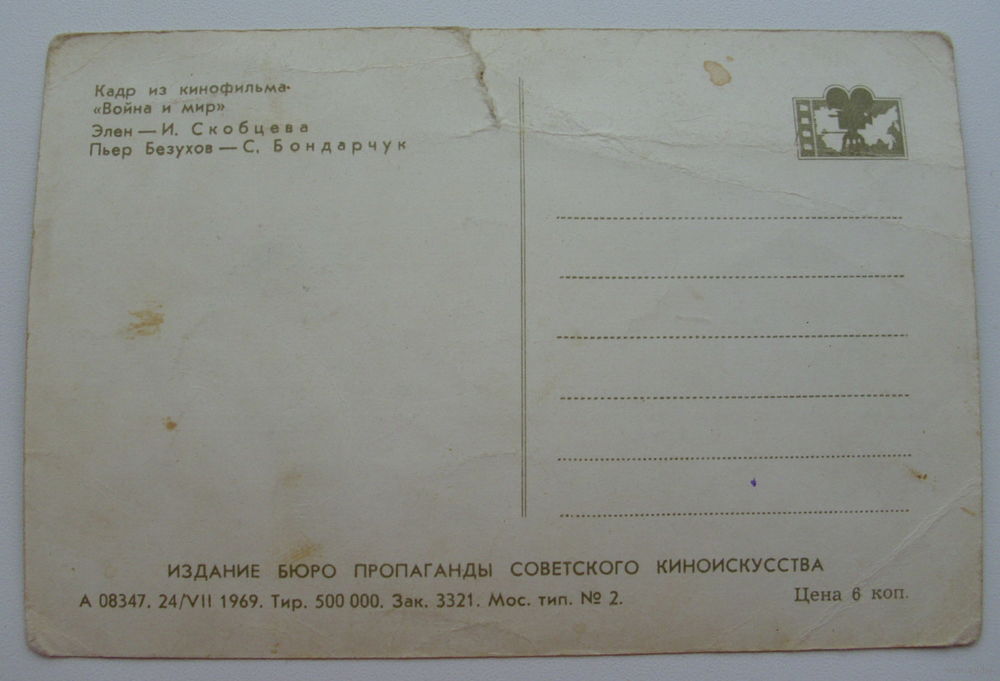 Кадр из кинофильма
«Война и мир»
Элен — И. Скобцева
Пьер Безухов — С. Бондарчук
ИЗДАНИЕ БЮРО ПРОПАГАНДЫ СОВЕТСКОГО КИНОИСКУССТВА
А 08347. 24/VII 1969. Тир. 500 000. Зак. 3321. Мос. тип. № 2.
Цена 6 коп.